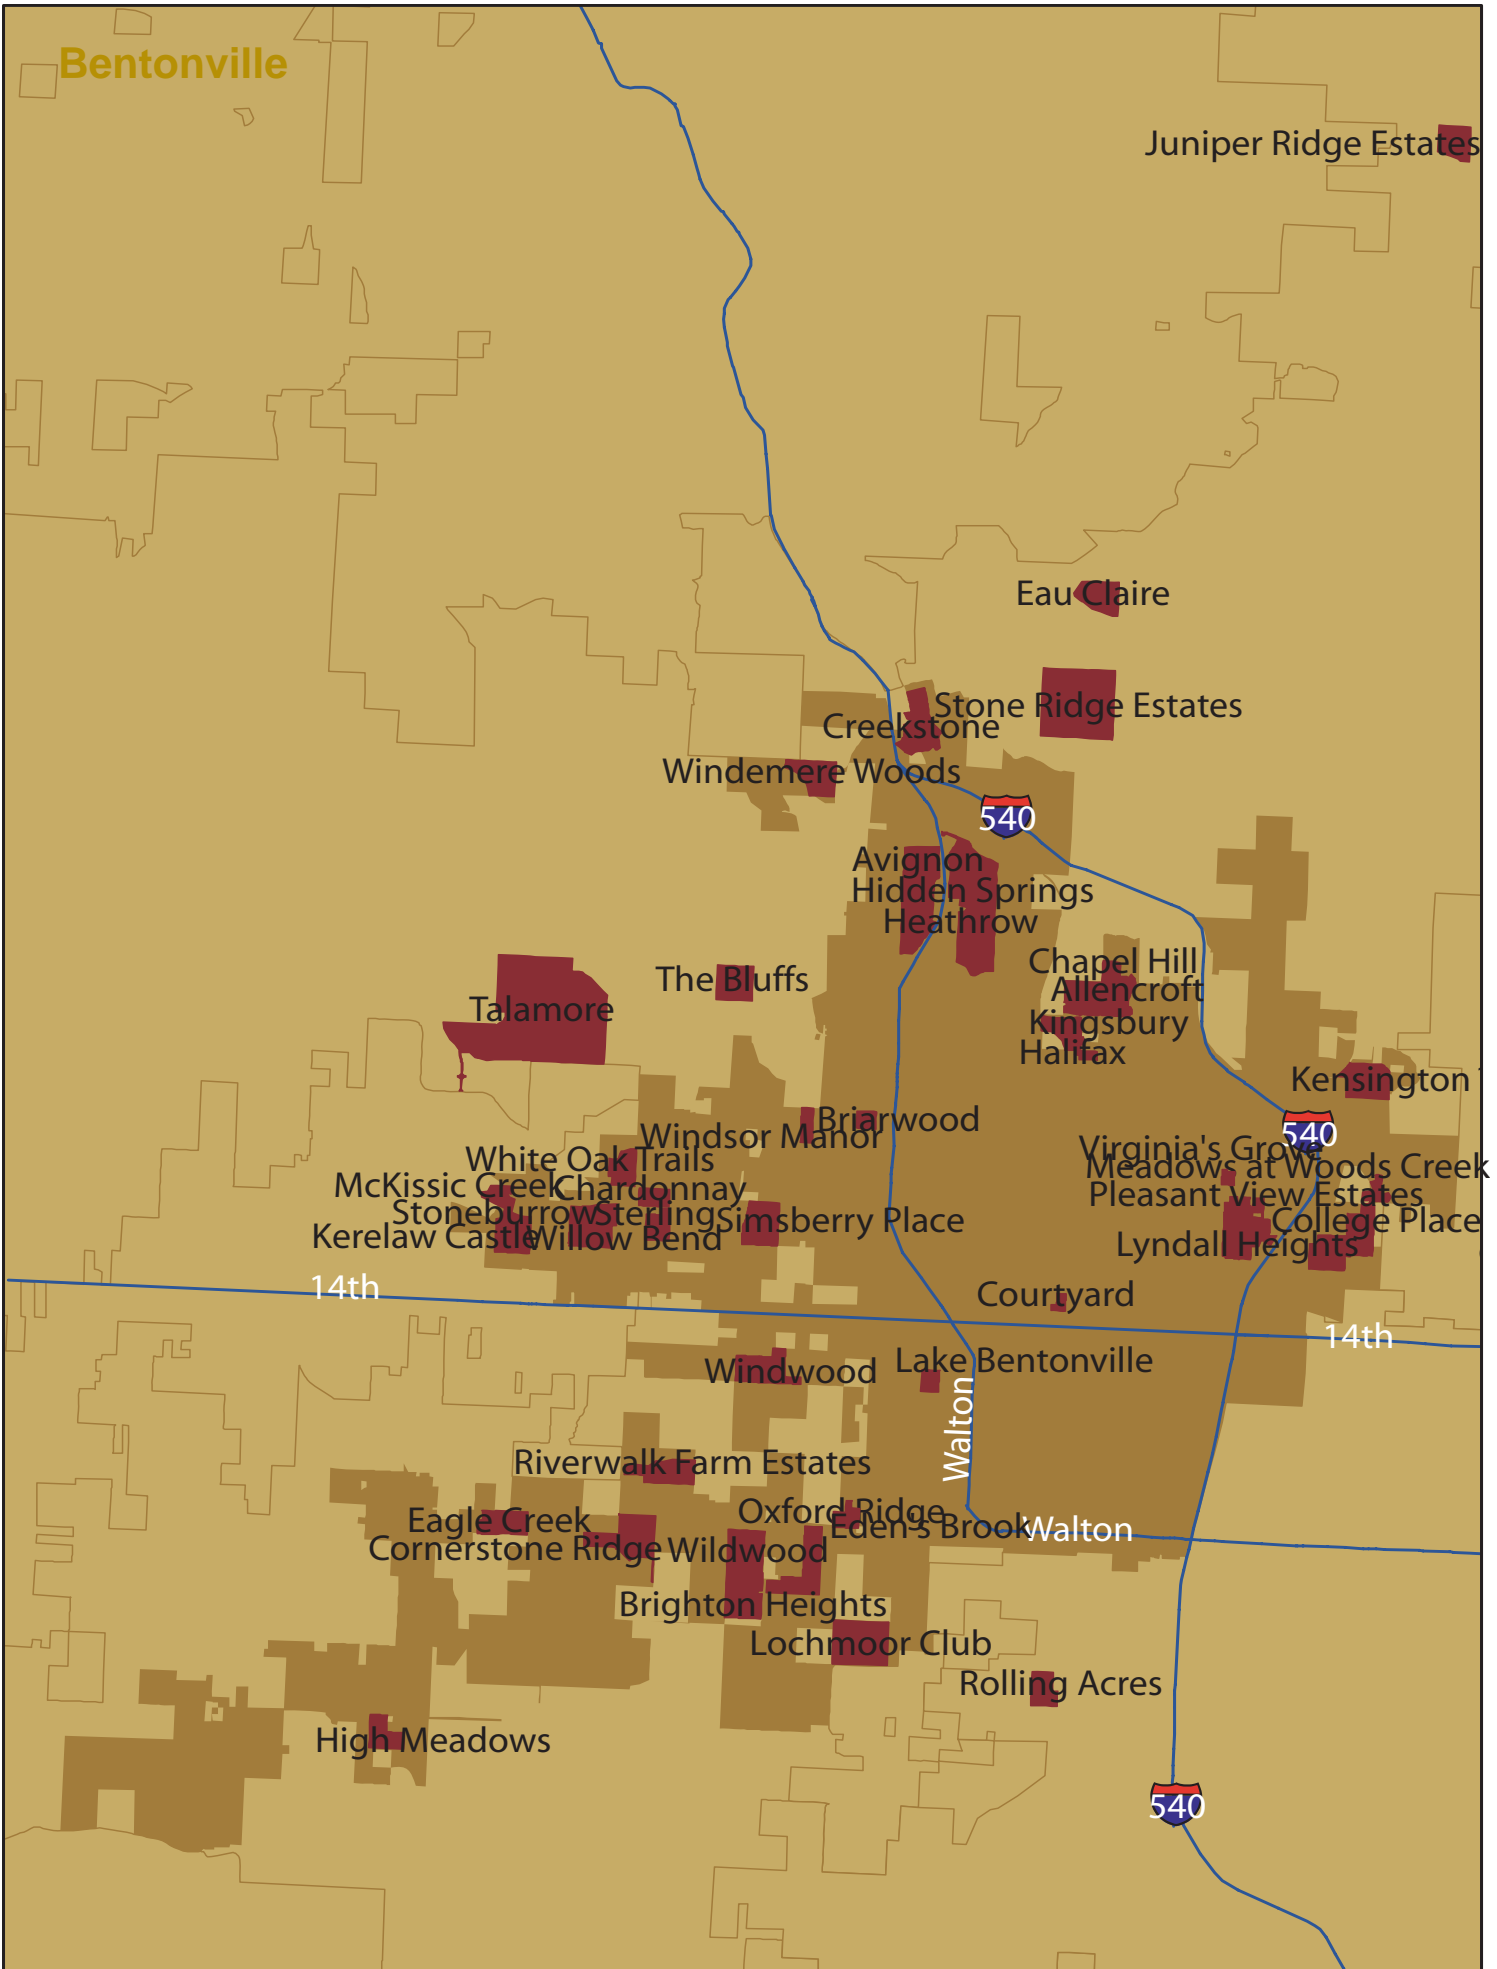 Bentonville
Juniper Ridge Estates
Eau Claire
Stone Ridge Estates
Creekstone
Windemere Woods
540
Avignon
Hidden Springs
Heathrow
Chapel Hill
The Bluffs
Allencroft
Talamore
Kingsbury
Halifax
Kensington
Briarwood
540
Windsor Manor
Virginia's Grove
White Oak Trails
Meadows at Woods Creek
McKissic Creek
Chardonnay
Pleasant View Estates
Stoneburrow
Sterling
Simsberry Place
College Place
Kerelaw Castle
Willow Bend
Lyndall Heights
14th
Courtyard
14th
Lake Bentonville
Windwood
Walton
Riverwalk Farm Estates
Oxford Ridge
Eagle Creek
Eden's Brook
Walton
Cornerstone Ridge
Wildwood
Brighton Heights
Lochmoor Club
Rolling Acres
High Meadows
540